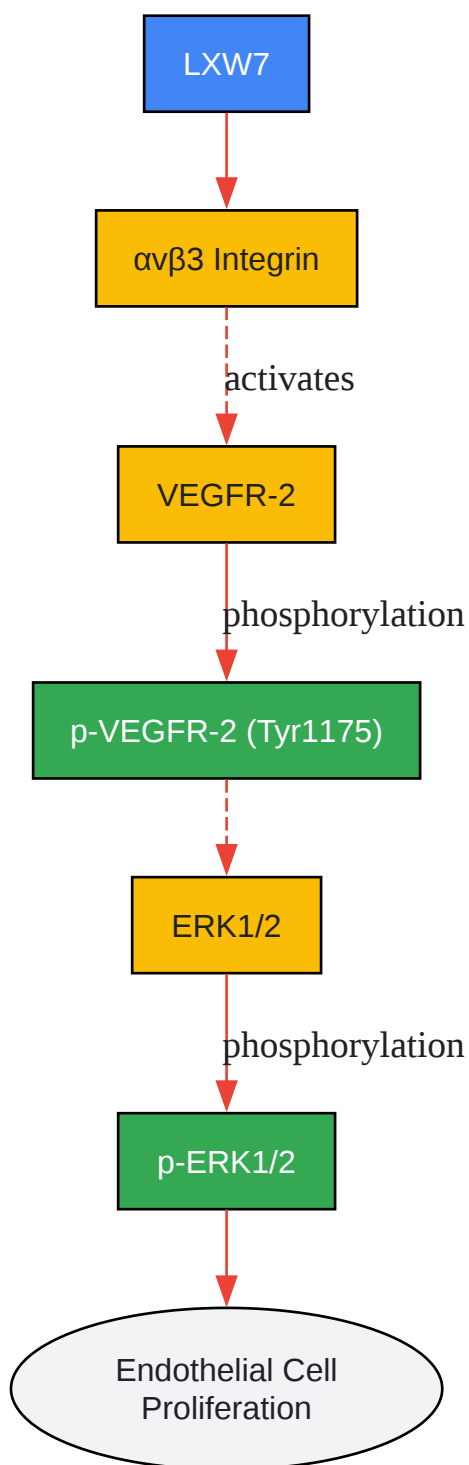 LXW7
αvβ3 Integrin
activates
VEGFR-2
phosphorylation
p-VEGFR-2 (Tyr1175)
ERK1/2
phosphorylation
p-ERK1/2
Endothelial Cell
Proliferation